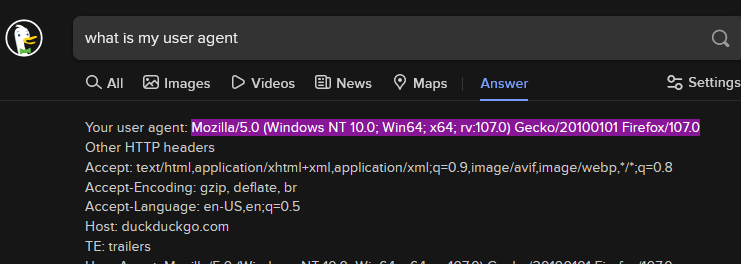 what is my user agent
All Images Videos News Maps Answer Settings
Your user agent: Mozilla/5.0 (Windows NT 10.0; Win64; x64; rv:107.0) Gecko/20100101 Firefox/107.0
Other HTTP headers
Accept: text/html,application/xhtml+xml,application/xml;q=0.9,image/avif,image/webp,*/*;q=0.8
Accept-Encoding: gzip, deflate, br
Accept-Language: en-US,en;q=0.5
Host: duckduckgo.com
TE: trailers